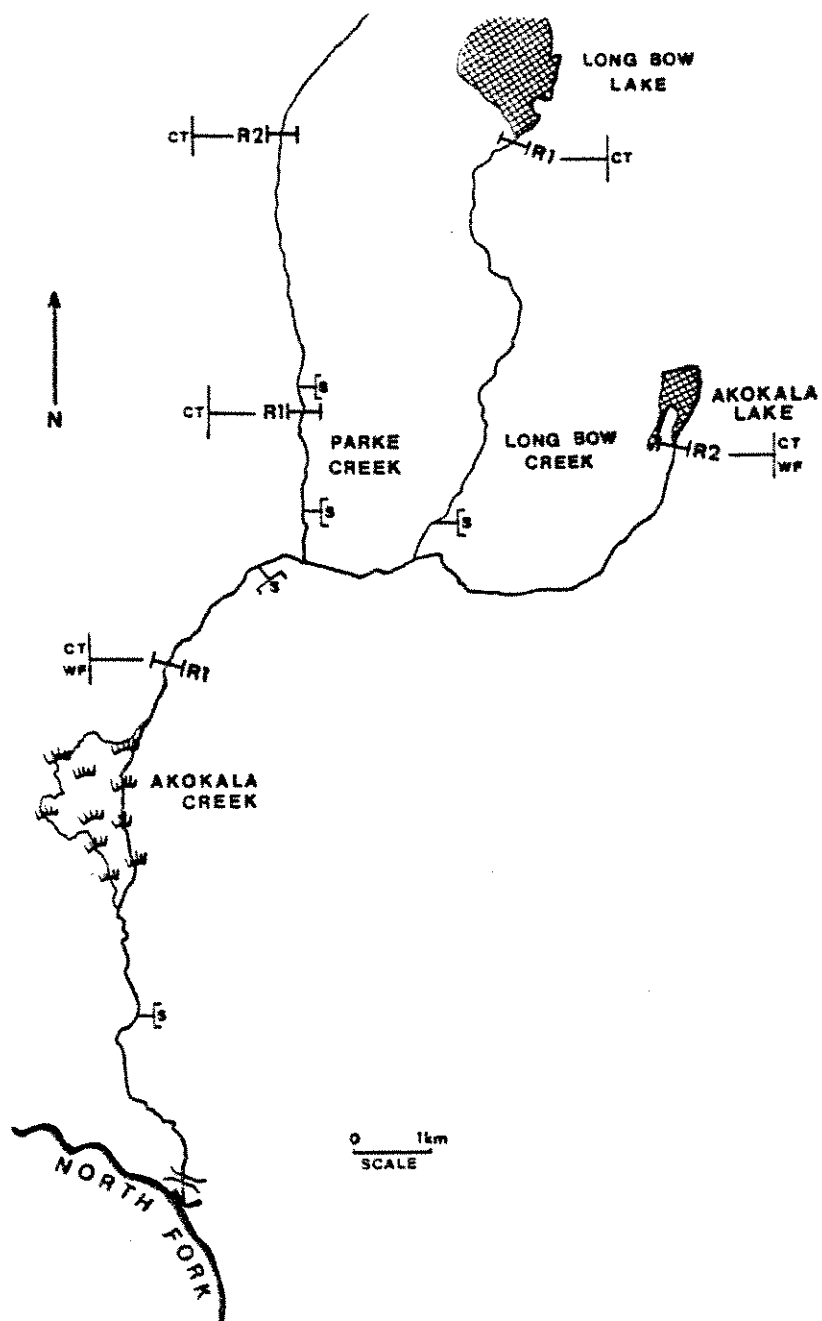 LONG BOW
LAKE
CT
R2
R1
CT
N
S
CT
R1
PARKE
CREEK
LONG BOW
CREEK
AKOKALA
LAKE
R2
CT
WF
S
S
S
CT
WF
R1
AKOKALA
CREEK
S
0 1km
SCALE
NORTH FORK